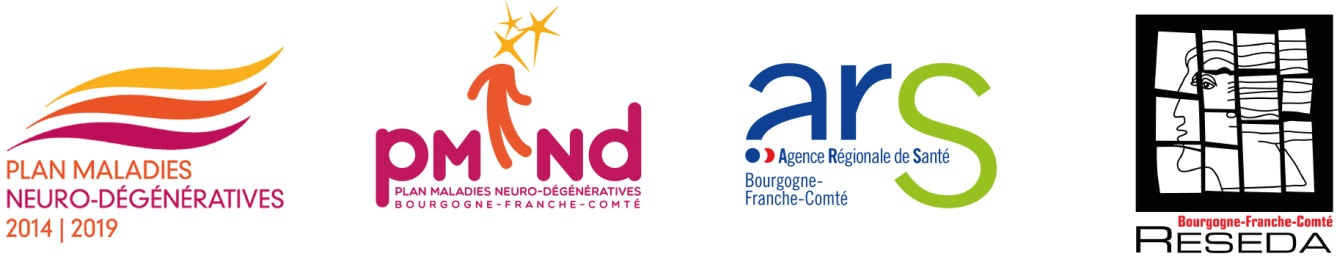 PLAN MALADIES
NEURO-DÉGÉNÉRATIVES
2014 | 2019
PMND
PLAN MALADIES NEURO-DÉGÉNÉRATIVES
BOURGOGNE-FRANCHE-COMTÉ
ars
Agence Régionale de Santé
Bourgogne-
Franche-Comté
Bourgogne-Franche-Comté
RESEDA